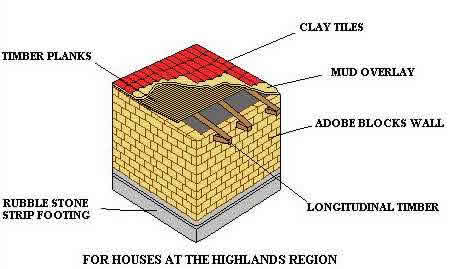 CLAY TILES
TIMBER PLANKS
MUD OVERLAY
ADOBE BLOCKS WALL
RUBBLE STONE
STRIP FOOTING
LONGITUDINAL TIMBER
FOR HOUSES AT THE HIGHLANDS REGION